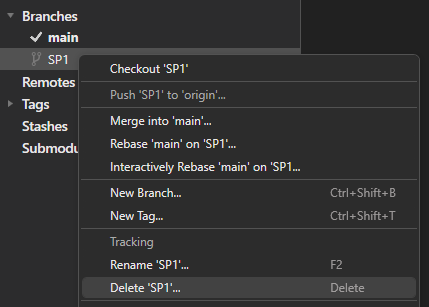 Branches
main
SP1
Remotes
Tags
Stashes
Submodu
Checkout 'SP1'
Push 'SP1' to 'origin'...
Merge into 'main'...
Rebase 'main' on 'SP1'...
Interactively Rebase 'main' on 'SP1...
New Branch... Ctrl+Shift+B
New Tag... Ctrl+Shift+T
Tracking
Rename 'SP1'... F2
Delete 'SP1'... Delete